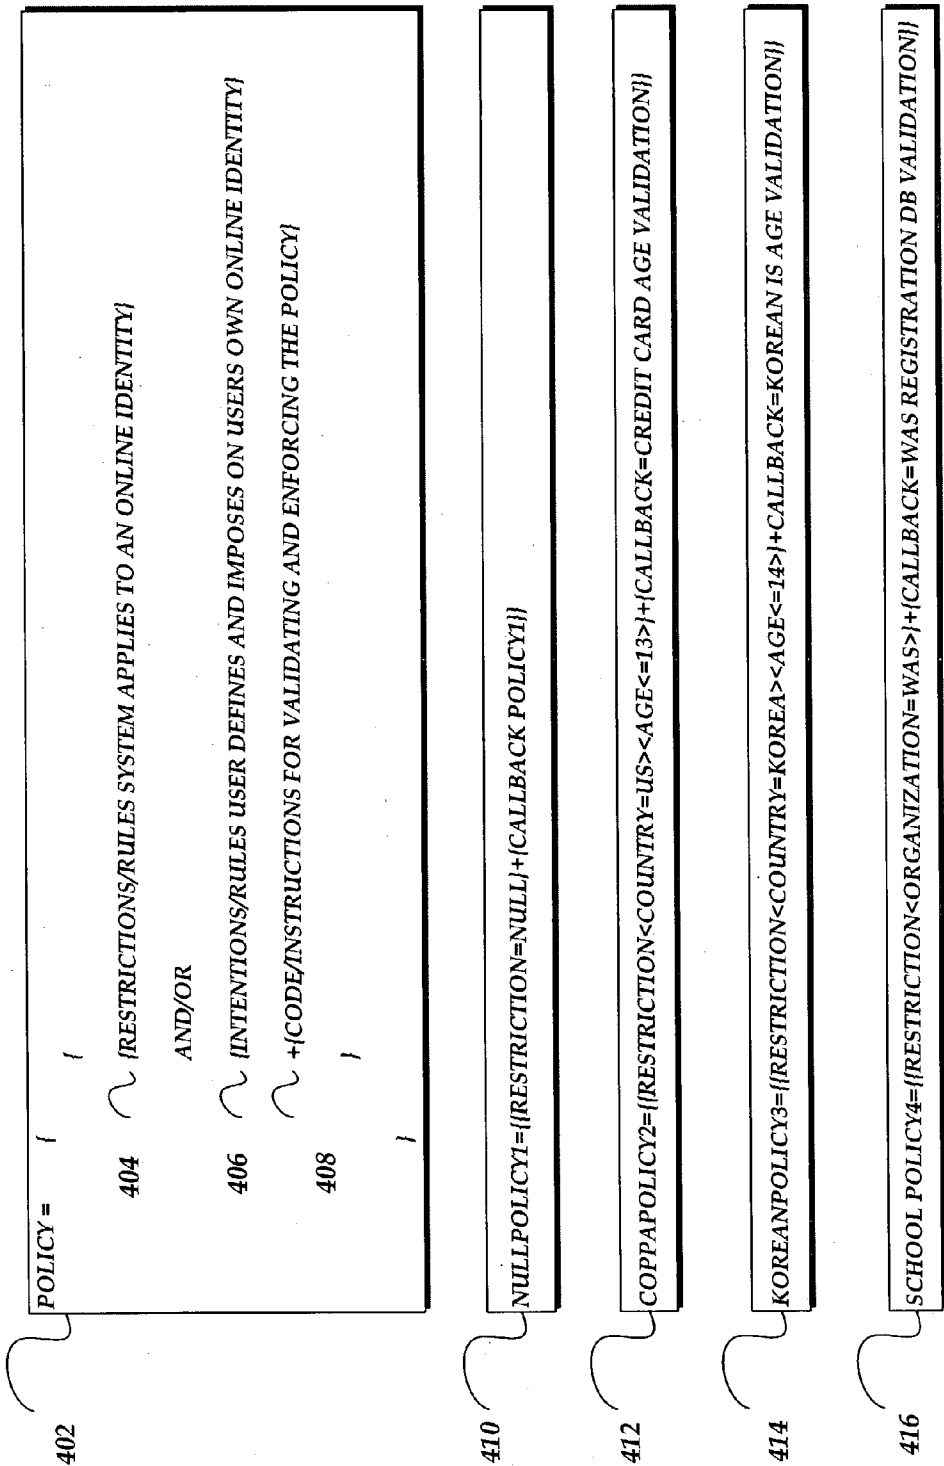 POLICY =
{
{
404 {RESTRICTIONS/RULES SYSTEM APPLIES TO AN ONLINE IDENTITY}
AND/OR
406 {INTENTIONS/RULES USER DEFINES AND IMPOSES ON USERS OWN ONLINE IDENTITY}
408 +{CODE/INSTRUCTIONS FOR VALIDATING AND ENFORCING THE POLICY}
}
}
402
NULLPOLICY1={{RESTRICTION=NULL}+{CALLBACK POLICY1}}
410
COPPAPOLICY2={{RESTRICTION<COUNTRY=US><AGE<=13>}+{CALLBACK=CREDIT CARD AGE VALIDATION}}
412
KOREANPOLICY3={{RESTRICTION<COUNTRY=KOREA><AGE<=14>}+CALLBACK=KOREAN IS AGE VALIDATION}}
414
SCHOOL POLICY4={{RESTRICTION<ORGANIZATION=WAS>}+{CALLBACK=WAS REGISTRATION DB VALIDATION}}
416